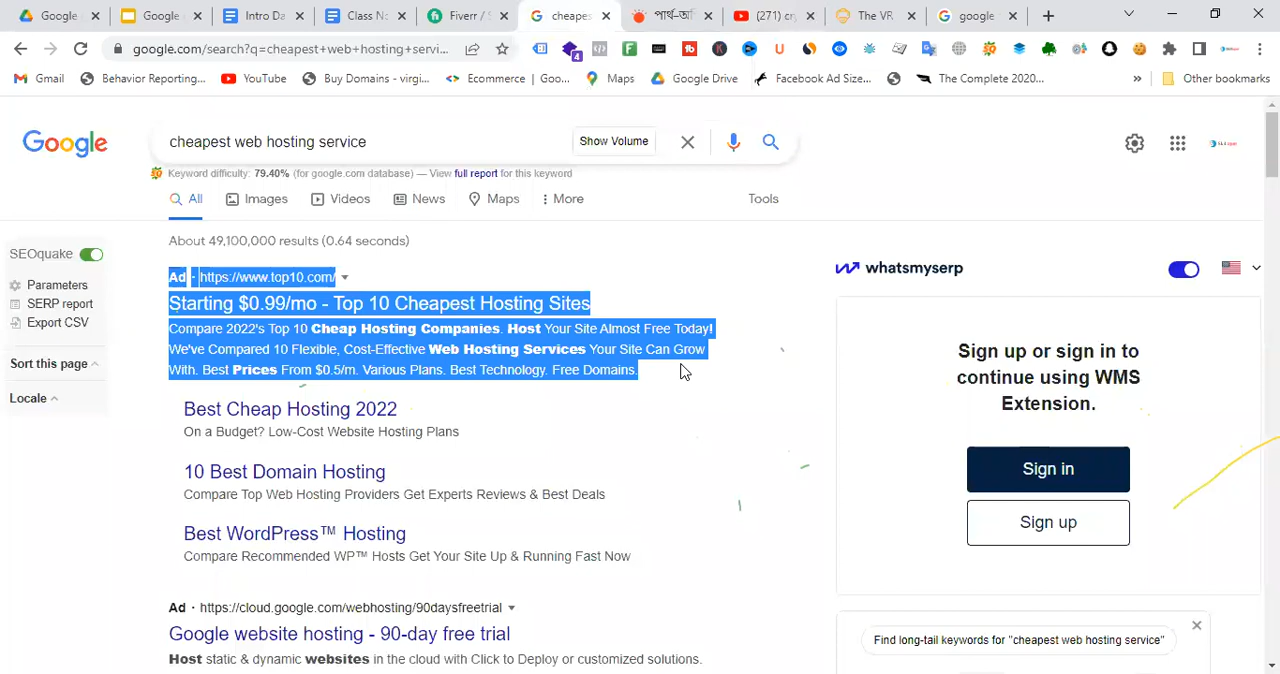 Google
Google
Intro Da
Class No
Fiverr / S
cheapes
পার্থ-অি
(271) cry
The VR
google
google.com/search?q=cheapest+web+hosting+servi...
4
Gmail
Behavior Reporting...
YouTube
Buy Domains - virgi...
Ecommerce | Goo...
Maps
Google Drive
Facebook Ad Size...
The Complete 2020...
»
Other bookmarks
Google
cheapest web hosting service
Show Volume
Keyword difficulty: 79.40% (for google.com database) — View full report for this keyword
All
Images
Videos
News
Maps
More
Tools
About 49,100,000 results (0.64 seconds)
SEOquake
Parameters
SERP report
Export CSV
Sort this page
Locale
Ad · https://www.top10.com/
Starting $0.99/mo - Top 10 Cheapest Hosting Sites
Compare 2022's Top 10 Cheap Hosting Companies. Host Your Site Almost Free Today!
We've Compared 10 Flexible, Cost-Effective Web Hosting Services Your Site Can Grow
With. Best Prices From $0.5/m. Various Plans. Best Technology. Free Domains.
Best Cheap Hosting 2022
On a Budget? Low-Cost Website Hosting Plans
10 Best Domain Hosting
Compare Top Web Hosting Providers Get Experts Reviews & Best Deals
Best WordPress™ Hosting
Compare Recommended WP™ Hosts Get Your Site Up & Running Fast Now
Ad · https://cloud.google.com/webhosting/90daysfreetrial
Google website hosting - 90-day free trial
Host static & dynamic websites in the cloud with Click to Deploy or customized solutions.
whatsmyserp
Sign up or sign in to
continue using WMS
Extension.
Sign in
Sign up
Find long-tail keywords for "cheapest web hosting service"